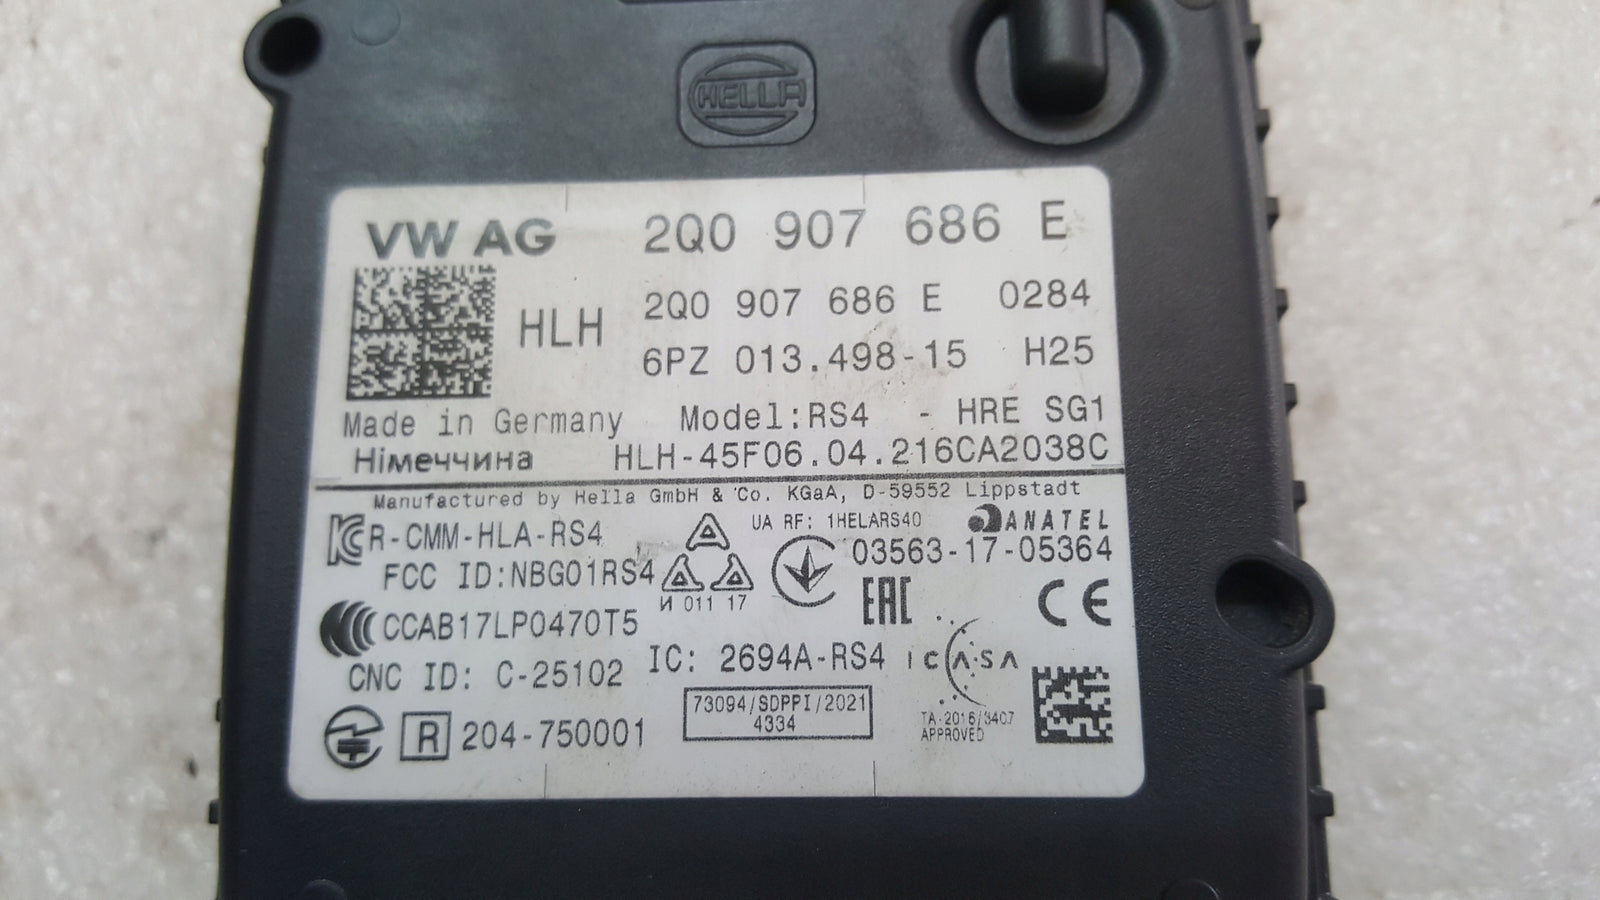 HELLA
VW AG 2Q0 907 686 E
HLH 2Q0 907 686 E 0284
6PZ 013.498-15 H25
Made in Germany Model:RS4 - HRE SG1
Німеччина HLH-45F06.04.216CA2038C
Manufactured by Hella GmbH & Co. KGaA, D-59552 Lippstadt
R-CMM-HLA-RS4 UA RF: 1HELARS40 ANATEL
FCC ID:NBG01RS4 03563-17-05364
И 011 17 EAC CE
CCAB17LP0470T5
CNC ID: C-25102 IC: 2694A-RS4 ICASA
R 204-750001 73094/SDPPI/2021
4334
TA-2016/3407
APPROVED